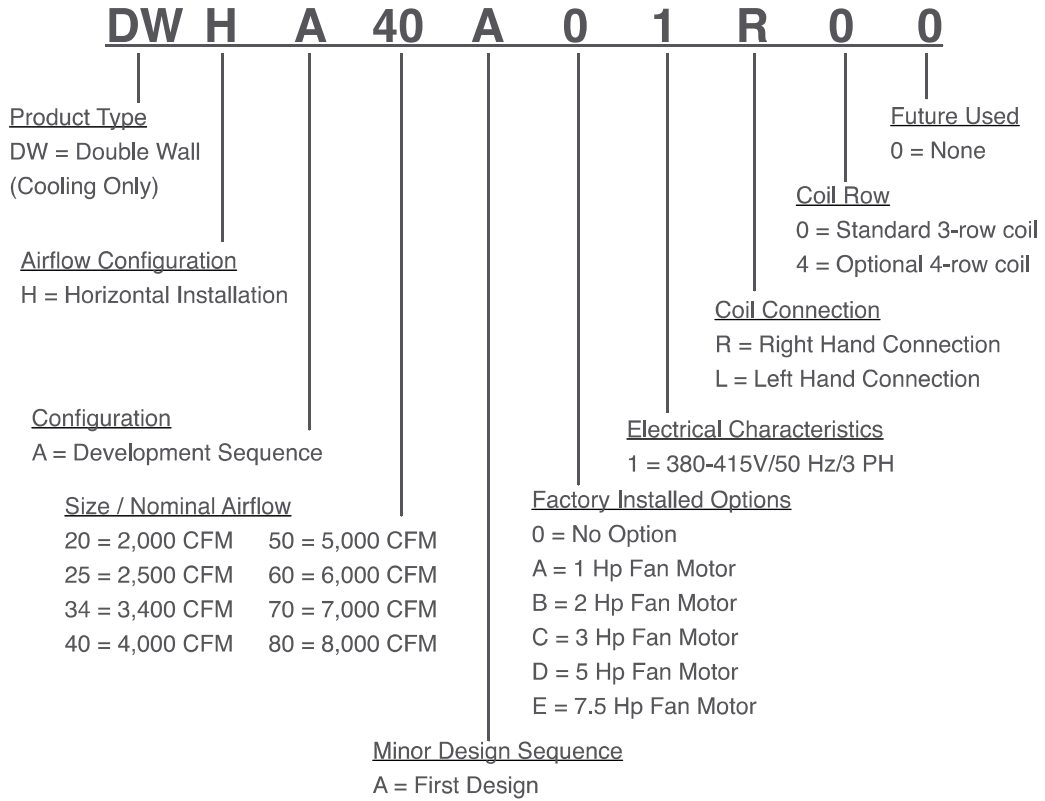 DW H A 40 A 0 1 R 0 0
Product Type
DW = Double Wall
(Cooling Only)
Future Used
0 = None
Coil Row
0 = Standard 3-row coil
4 = Optional 4-row coil
Airflow Configuration
H = Horizontal Installation
Coil Connection
R = Right Hand Connection
L = Left Hand Connection
Configuration
A = Development Sequence
Electrical Characteristics
1 = 380-415V/50 Hz/3 PH
Size / Nominal Airflow
20 = 2,000 CFM 50 = 5,000 CFM
25 = 2,500 CFM 60 = 6,000 CFM
34 = 3,400 CFM 70 = 7,000 CFM
40 = 4,000 CFM 80 = 8,000 CFM
Factory Installed Options
0 = No Option
A = 1 Hp Fan Motor
B = 2 Hp Fan Motor
C = 3 Hp Fan Motor
D = 5 Hp Fan Motor
E = 7.5 Hp Fan Motor
Minor Design Sequence
A = First Design